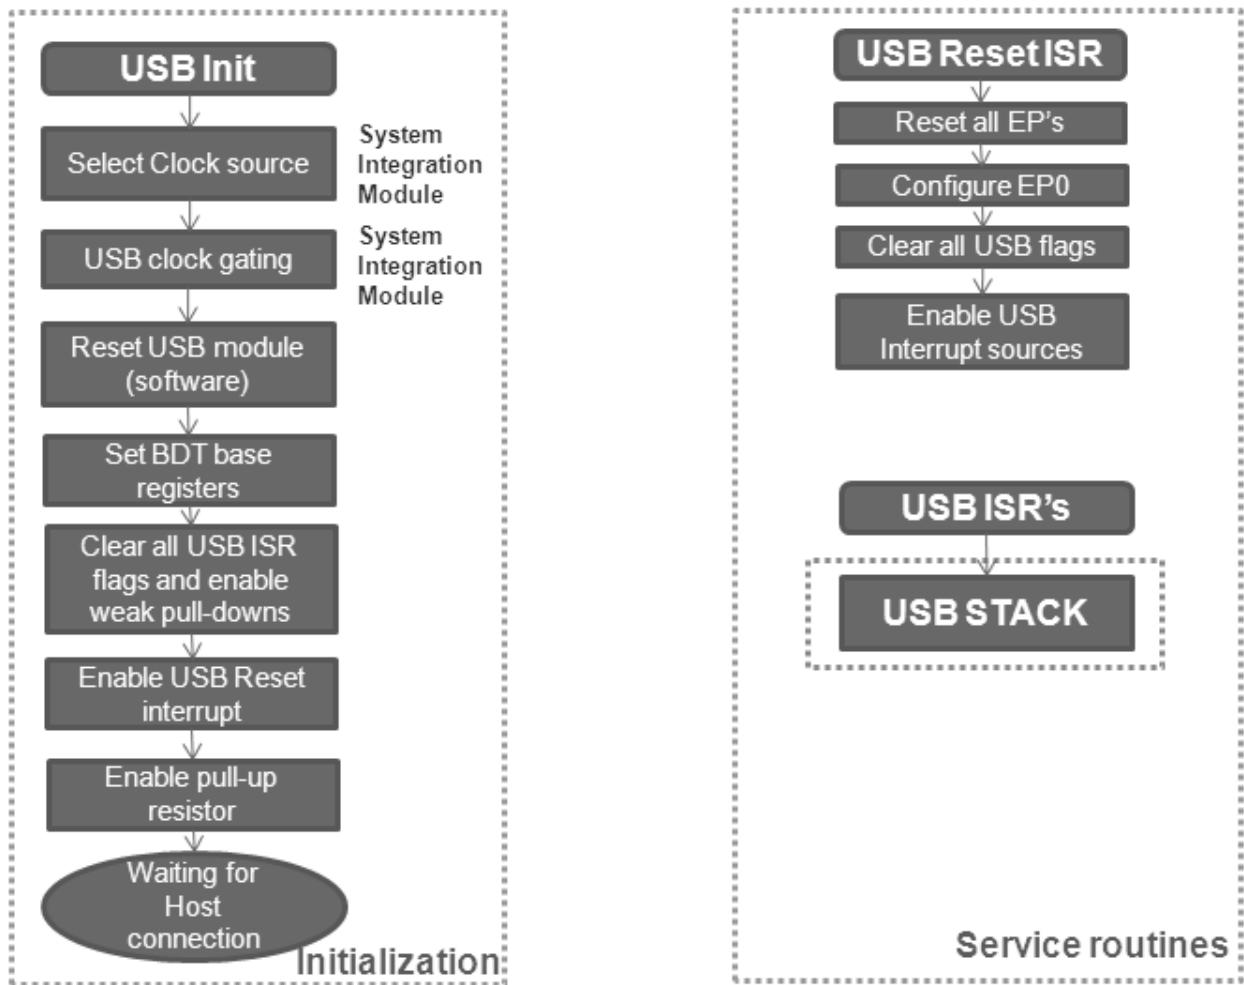 USB Init
Select Clock source
System
Integration
Module
USB clock gating
System
Integration
Module
Reset USB module
(software)
Set BDT base
registers
Clear all USB ISR
flags and enable
weak pull-downs
Enable USB Reset
interrupt
Enable pull-up
resistor
Waiting for
Host
connection
Initialization
USB Reset ISR
Reset all EP's
Configure EP0
Clear all USB flags
Enable USB
Interrupt sources
USB ISR's
USB STACK
Service routines